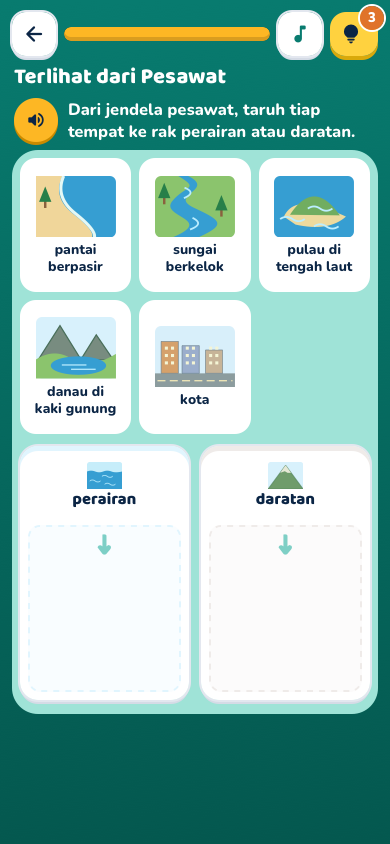 3
Terlihat dari Pesawat
Dari jendela pesawat, taruh tiap
tempat ke rak perairan atau daratan.
pantai
berpasir
sungai
berkelok
pulau di
tengah laut
danau di
kaki gunung
kota
perairan
daratan